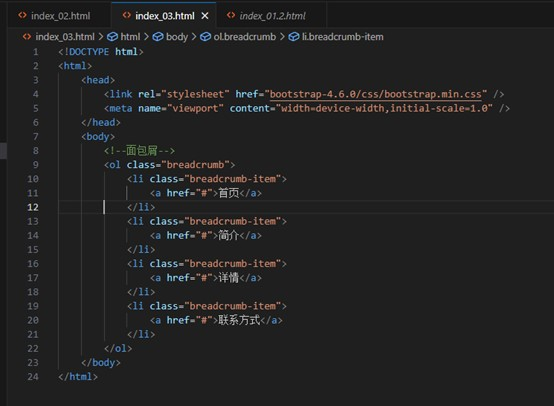 index_02.html index_03.html index_01.2.html
index_03.html > html > body > ol.breadcrumb > li.breadcrumb-item
1 <!DOCTYPE html>
2 <html>
3 <head>
4 <link rel="stylesheet" href="bootstrap-4.6.0/css/bootstrap.min.css" />
5 <meta name="viewport" content="width=device-width,initial-scale=1.0" />
6 </head>
7 <body>
8 <!--面包屑-->
9 <ol class="breadcrumb">
10 <li class="breadcrumb-item">
11 <a href="#">首页</a>
12 </li>
13 <li class="breadcrumb-item">
14 <a href="#">简介</a>
15 </li>
16 <li class="breadcrumb-item">
17 <a href="#">详情</a>
18 </li>
19 <li class="breadcrumb-item">
20 <a href="#">联系方式</a>
21 </li>
22 </ol>
23 </body>
24 </html>